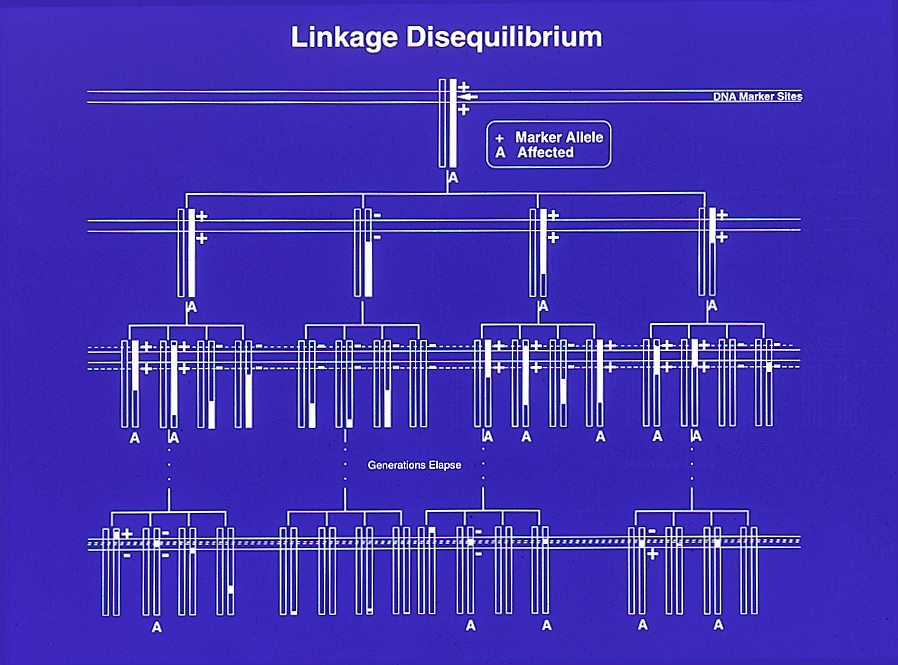 Linkage Disequilibrium
+
DNA Marker Sites
+
+ Marker Allele
A Affected
A
+ - + +
+ - + +
A A A
+ + - - - - - - + + - + + + - -
+ + - - - - - - + + - + + + - -
A A A A A A A
Generations Elapse
+ - - -
- - - +
A A A A A